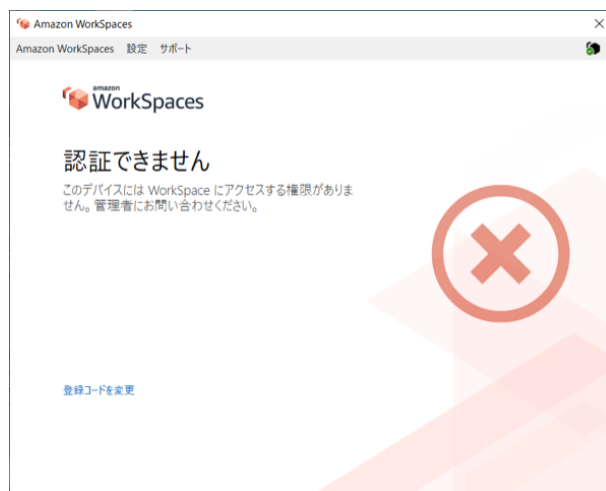 Amazon WorkSpaces
Amazon WorkSpaces 設定 サポート
amazon
WorkSpaces
認証できません
このデバイスには WorkSpace にアクセスする権限がありま
せん。管理者にお問い合わせください。
登録コードを変更